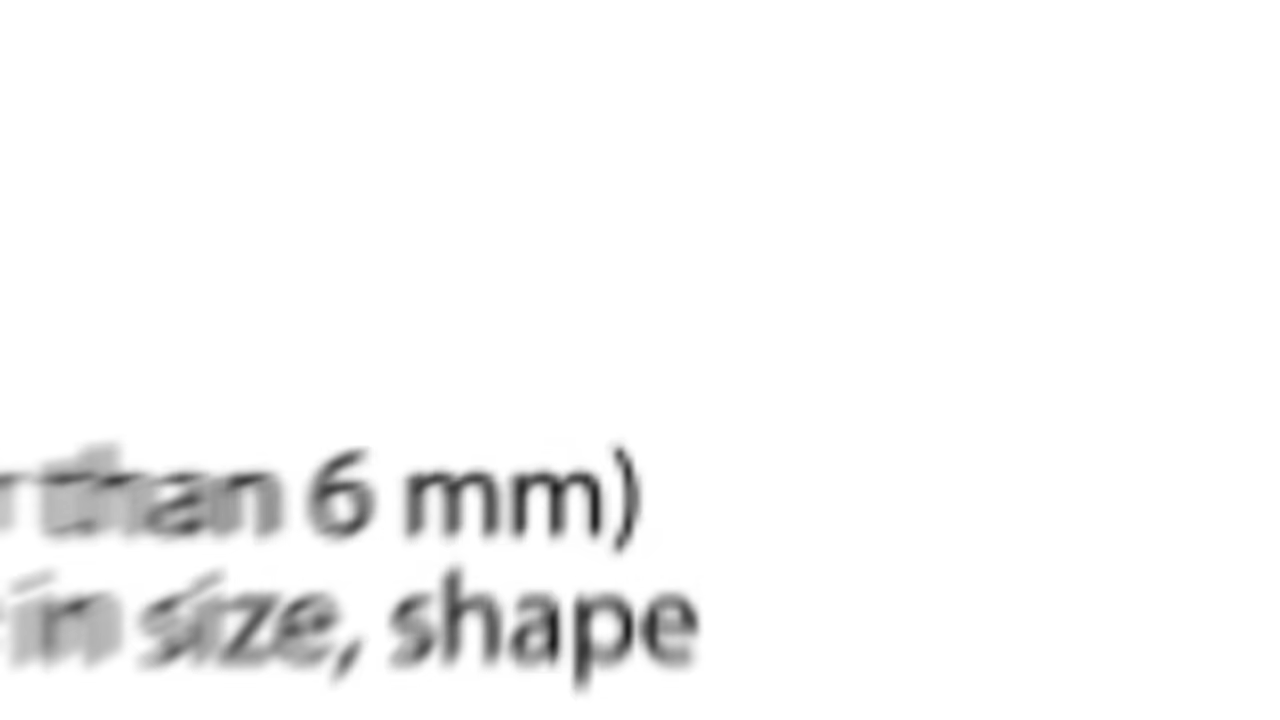 than 6 mm)
in size, shape